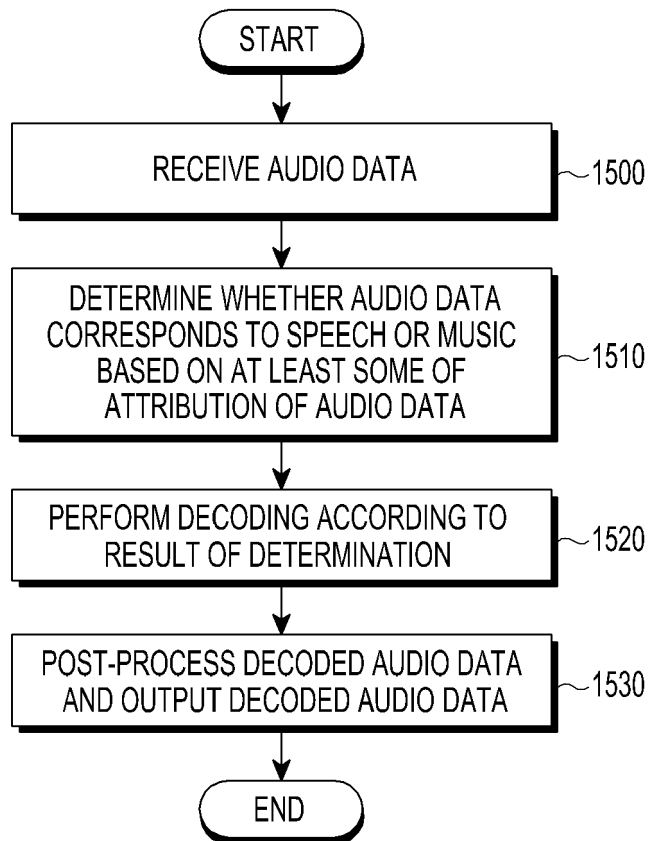 START
RECEIVE AUDIO DATA
1500
DETERMINE WHETHER AUDIO DATA
CORRESPONDS TO SPEECH OR MUSIC
BASED ON AT LEAST SOME OF
ATTRIBUTION OF AUDIO DATA
1510
PERFORM DECODING ACCORDING TO
RESULT OF DETERMINATION
1520
POST-PROCESS DECODED AUDIO DATA
AND OUTPUT DECODED AUDIO DATA
1530
END